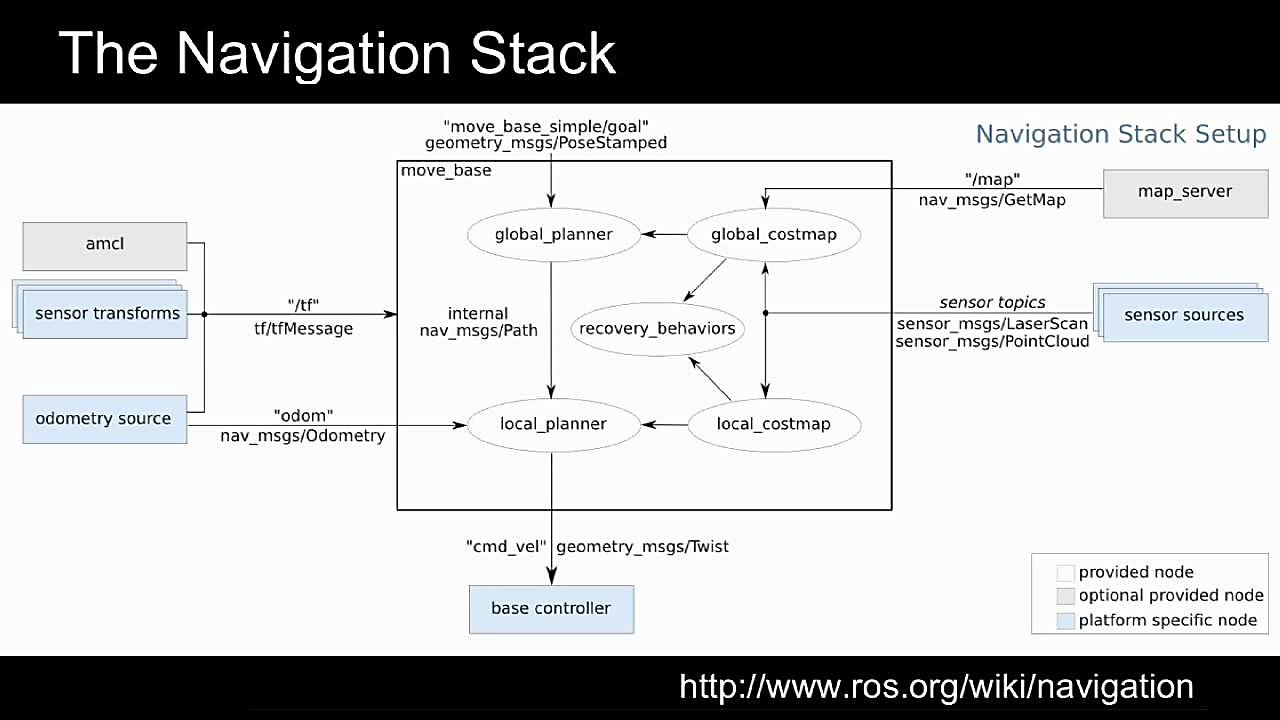 The Navigation Stack
"move_base_simple/goal"
geometry_msgs/PoseStamped
Navigation Stack Setup
move_base
"/map"
nav_msgs/GetMap
map_server
amcl
global_planner
global_costmap
sensor transforms
"/tf"
tf/tfMessage
internal
nav_msgs/Path
recovery_behaviors
sensor topics
sensor_msgs/LaserScan
sensor_msgs/PointCloud
sensor sources
odometry source
"odom"
nav_msgs/Odometry
local_planner
local_costmap
"cmd_vel" geometry_msgs/Twist
base controller
provided node
optional provided node
platform specific node
http://www.ros.org/wiki/navigation